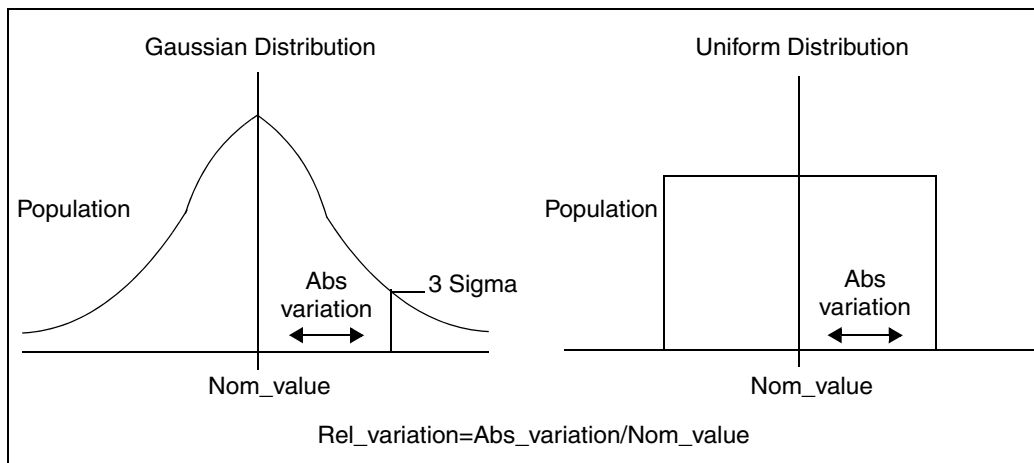 Gaussian Distribution
Population
Abs
variation
3 Sigma
Nom_value
Uniform Distribution
Population
Abs
variation
Nom_value
Rel_variation=Abs_variation/Nom_value